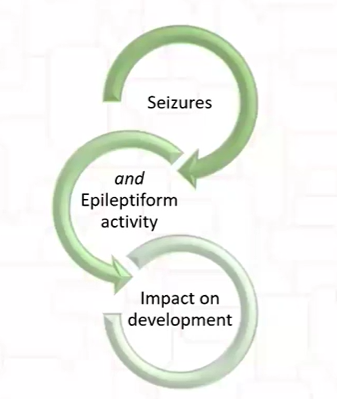 Seizures
and
Epileptiform
activity
Impact on
development